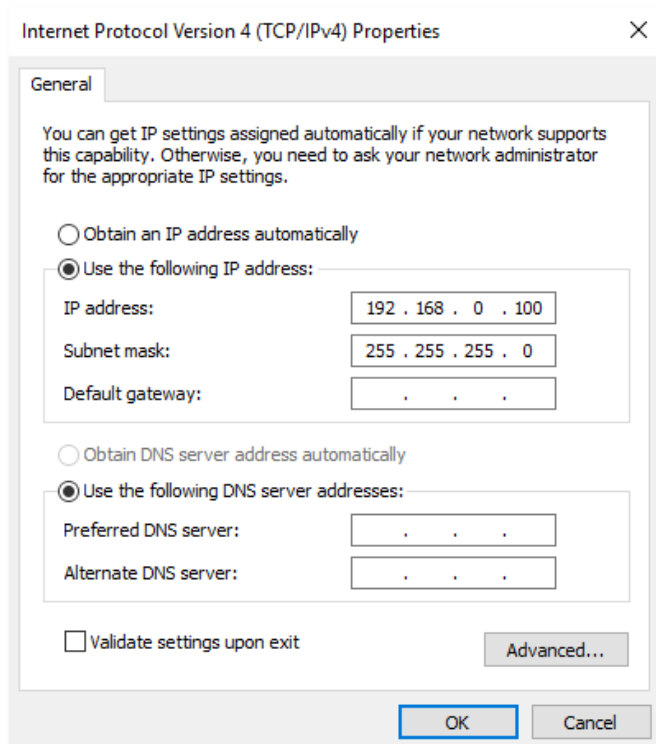 Internet Protocol Version 4 (TCP/IPv4) Properties
General
You can get IP settings assigned automatically if your network supports
this capability. Otherwise, you need to ask your network administrator
for the appropriate IP settings.
Obtain an IP address automatically
Use the following IP address:
IP address: 192 . 168 . 0 . 100
Subnet mask: 255 . 255 . 255 . 0
Default gateway: . . .
Obtain DNS server address automatically
Use the following DNS server addresses:
Preferred DNS server: . . .
Alternate DNS server: . . .
Validate settings upon exit
Advanced...
OK Cancel